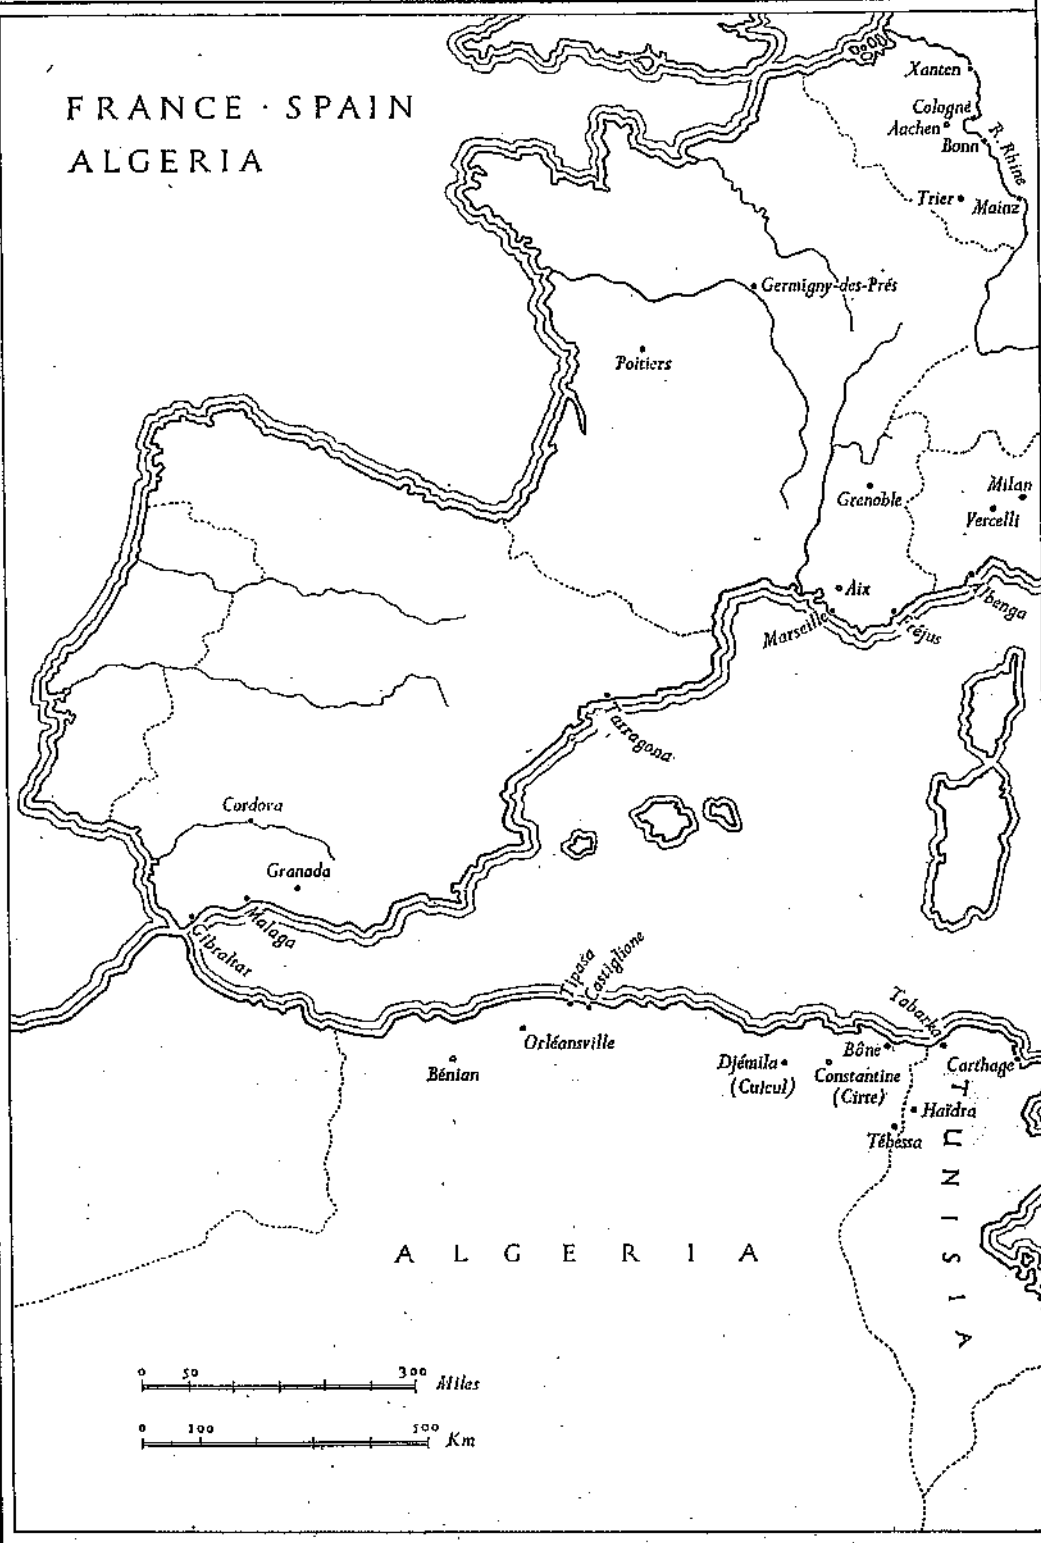 FRANCE · SPAIN
ALGERIA
Xanten
Cologne
Aachen
Bonn
R. Rhine
Trier
Mainz
Germigny-des-Prés
Poitiers
Grenoble
Milan
Vercelli
Aix
Albenga
Marseille
Fréjus
Tarragona
Cordova
Granada
Malaga
Gibraltar
Tipasa
Castiglione
Tabarka
Orléansville
Bône
Djémila
(Culcul)
Constantine
(Cirte)
Carthage
Bénian
Haïdra
Tébessa
TUNISIA
ALGERIA
0 50 300
Miles
0 100 500
Km